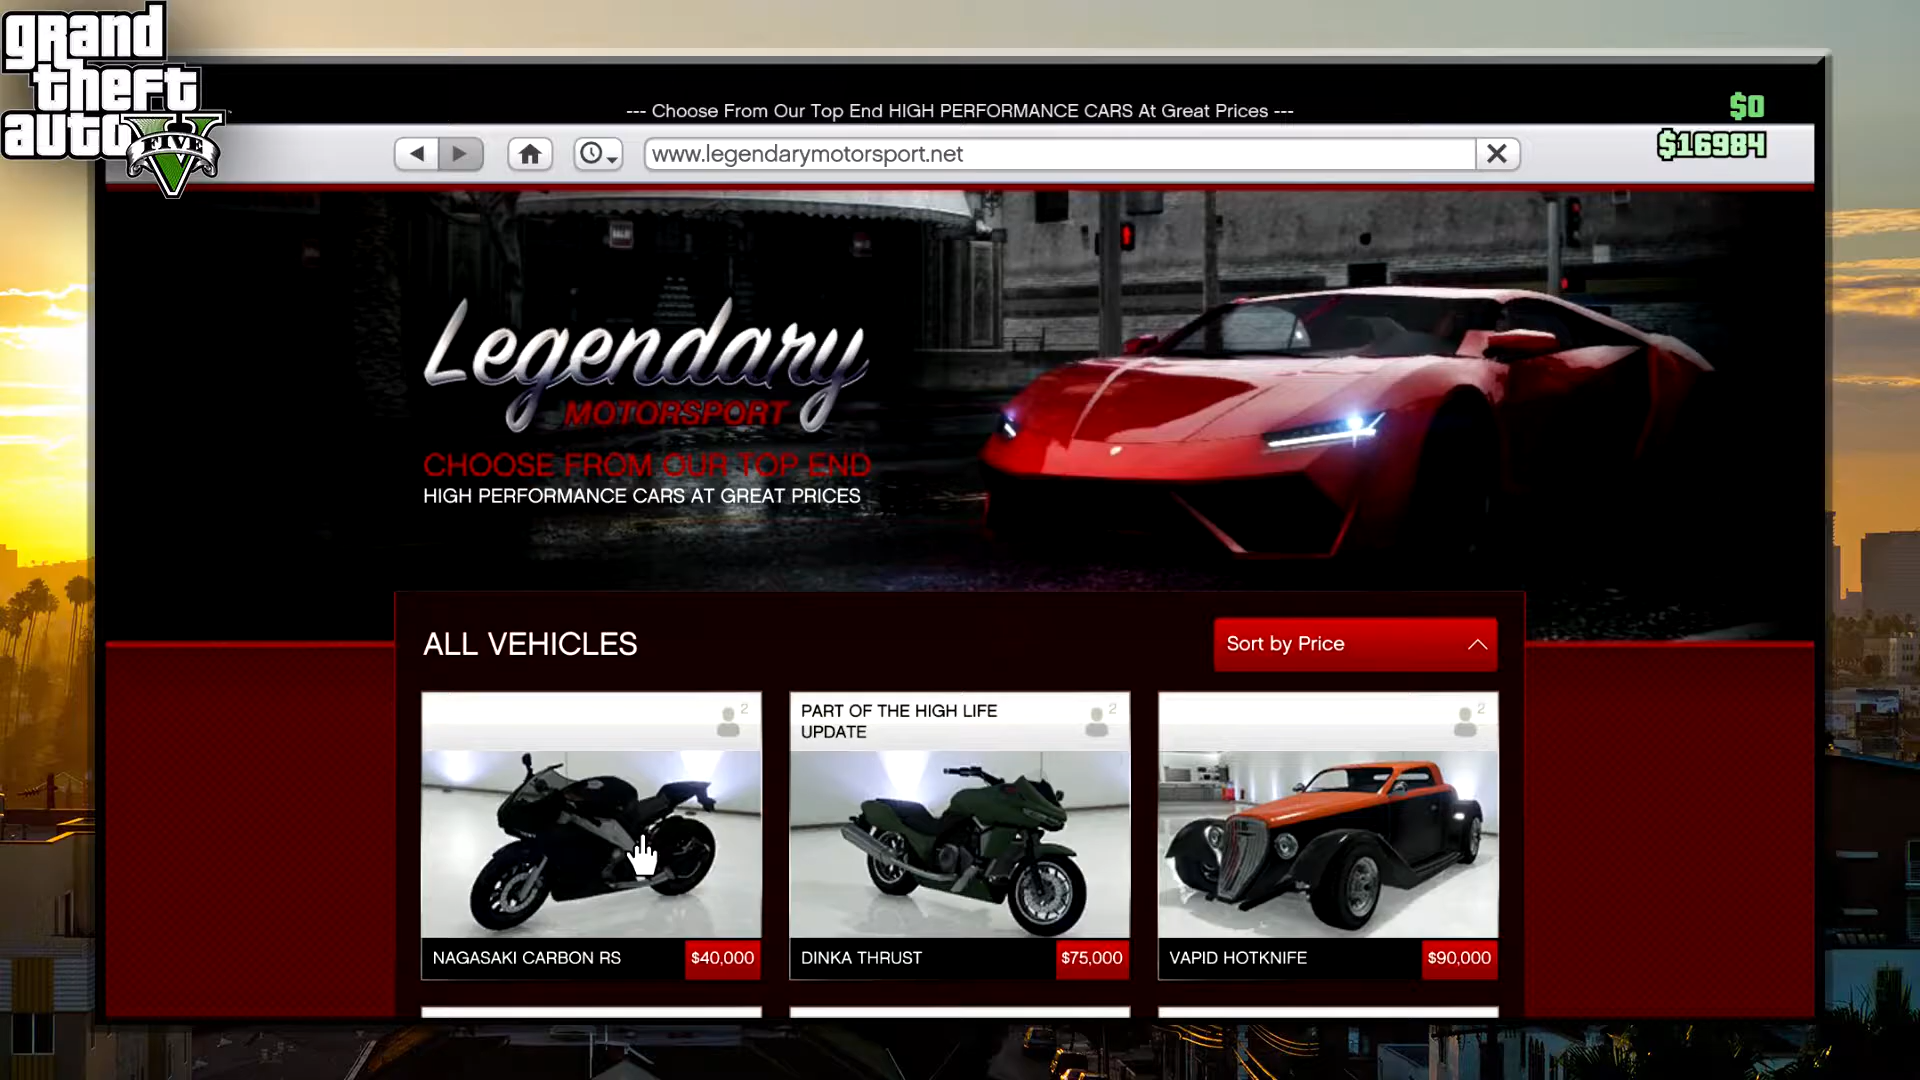 grand
theft
auto
FIVE
--- Choose From Our Top End HIGH PERFORMANCE CARS At Great Prices ---
$0
www.legendarymotorsport.net
$16984
Legendary
MOTORSPORT
CHOOSE FROM OUR TOP END
HIGH PERFORMANCE CARS AT GREAT PRICES
ALL VEHICLES
Sort by Price
2
PART OF THE HIGH LIFE
UPDATE
2
2
NAGASAKI CARBON RS
$40,000
DINKA THRUST
$75,000
VAPID HOTKNIFE
$90,000